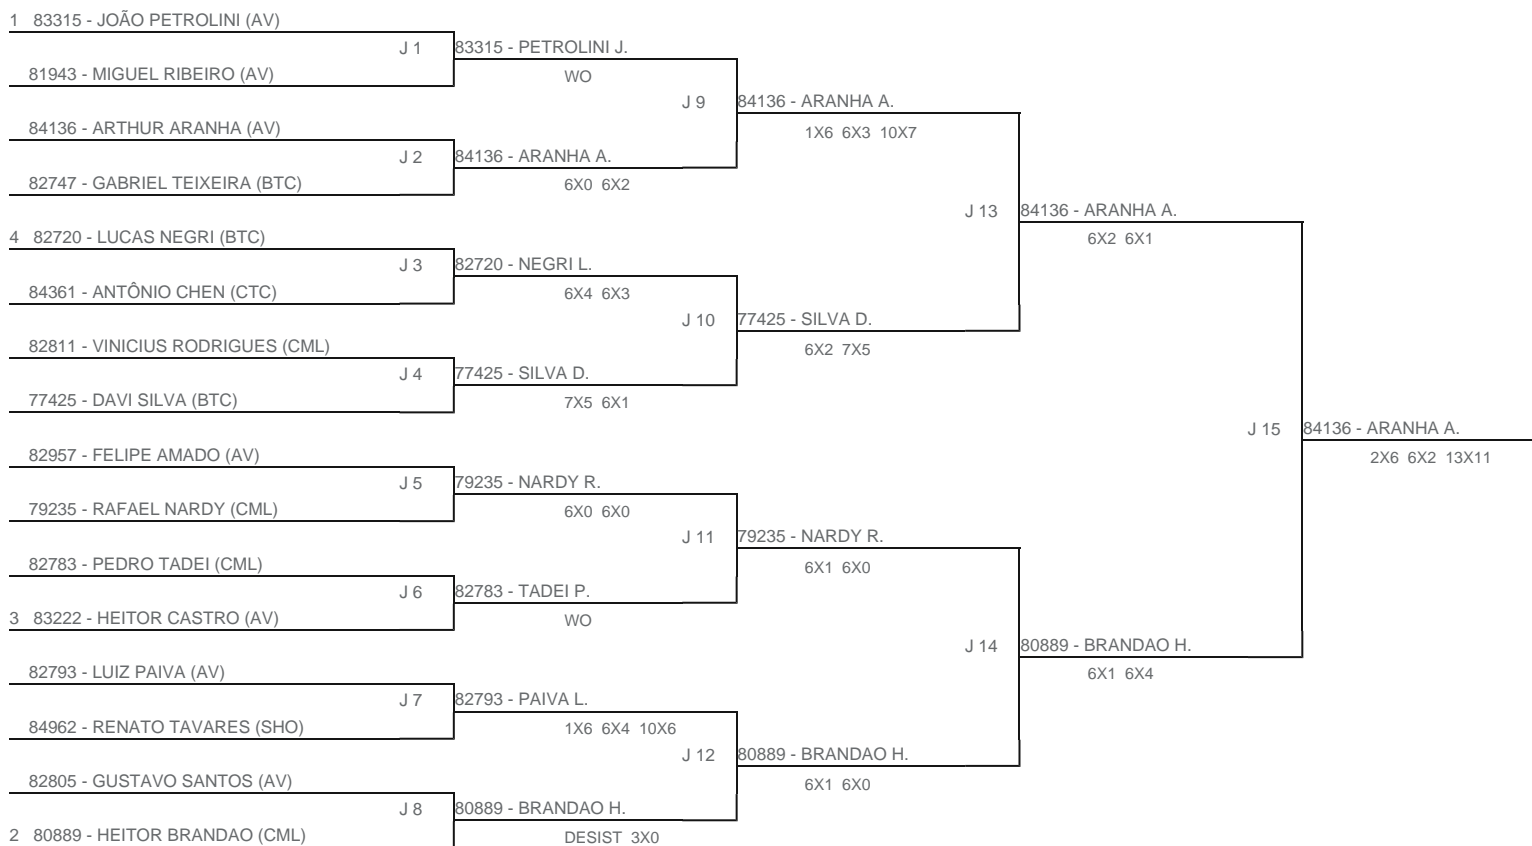 1 83315 - JOÃO PETROLINI (AV)
J 1
83315 - PETROLINI J.
81943 - MIGUEL RIBEIRO (AV)
WO
J 9
84136 - ARANHA A.
84136 - ARTHUR ARANHA (AV)
1X6 6X3 10X7
J 2
84136 - ARANHA A.
82747 - GABRIEL TEIXEIRA (BTC)
6X0 6X2
J 13
84136 - ARANHA A.
4 82720 - LUCAS NEGRI (BTC)
6X2 6X1
J 3
82720 - NEGRI L.
84361 - ANTÔNIO CHEN (CTC)
6X4 6X3
J 10
77425 - SILVA D.
82811 - VINICIUS RODRIGUES (CML)
6X2 7X5
J 4
77425 - SILVA D.
77425 - DAVI SILVA (BTC)
7X5 6X1
J 15
84136 - ARANHA A.
82957 - FELIPE AMADO (AV)
2X6 6X2 13X11
J 5
79235 - NARDY R.
79235 - RAFAEL NARDY (CML)
6X0 6X0
J 11
79235 - NARDY R.
82783 - PEDRO TADEI (CML)
6X1 6X0
J 6
82783 - TADEI P.
3 83222 - HEITOR CASTRO (AV)
WO
J 14
80889 - BRANDAO H.
82793 - LUIZ PAIVA (AV)
6X1 6X4
J 7
82793 - PAIVA L.
84962 - RENATO TAVARES (SHO)
1X6 6X4 10X6
J 12
80889 - BRANDAO H.
82805 - GUSTAVO SANTOS (AV)
6X1 6X0
J 8
80889 - BRANDAO H.
2 80889 - HEITOR BRANDAO (CML)
DESIST 3X0